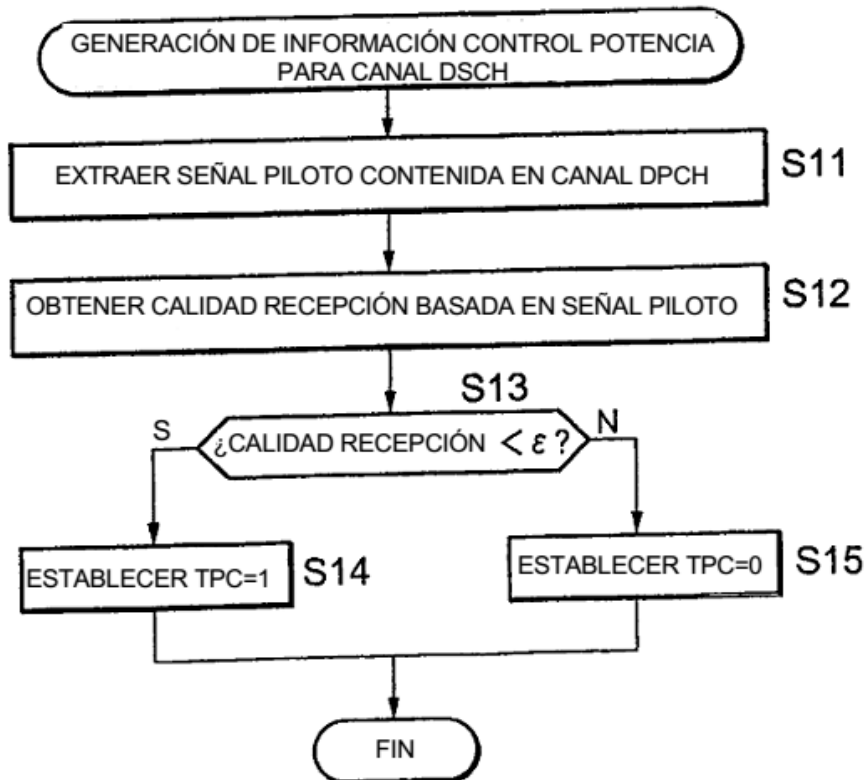 GENERACIÓN DE INFORMACIÓN CONTROL POTENCIA
PARA CANAL DSCH
EXTRAER SEÑAL PILOTO CONTENIDA EN CANAL DPCH
S11
OBTENER CALIDAD RECEPCIÓN BASADA EN SEÑAL PILOTO
S12
S13
S
¿CALIDAD RECEPCIÓN < ε ?
N
ESTABLECER TPC=1
S14
ESTABLECER TPC=0
S15
FIN